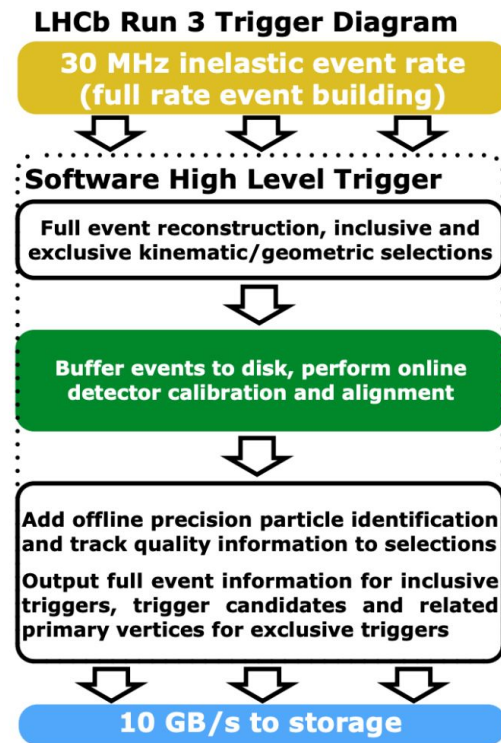 LHCb Run 3 Trigger Diagram
30 MHz inelastic event rate
(full rate event building)
Software High Level Trigger
Full event reconstruction, inclusive and
exclusive kinematic/geometric selections
Buffer events to disk, perform online
detector calibration and alignment
Add offline precision particle identification
and track quality information to selections
Output full event information for inclusive
triggers, trigger candidates and related
primary vertices for exclusive triggers
10 GB/s to storage